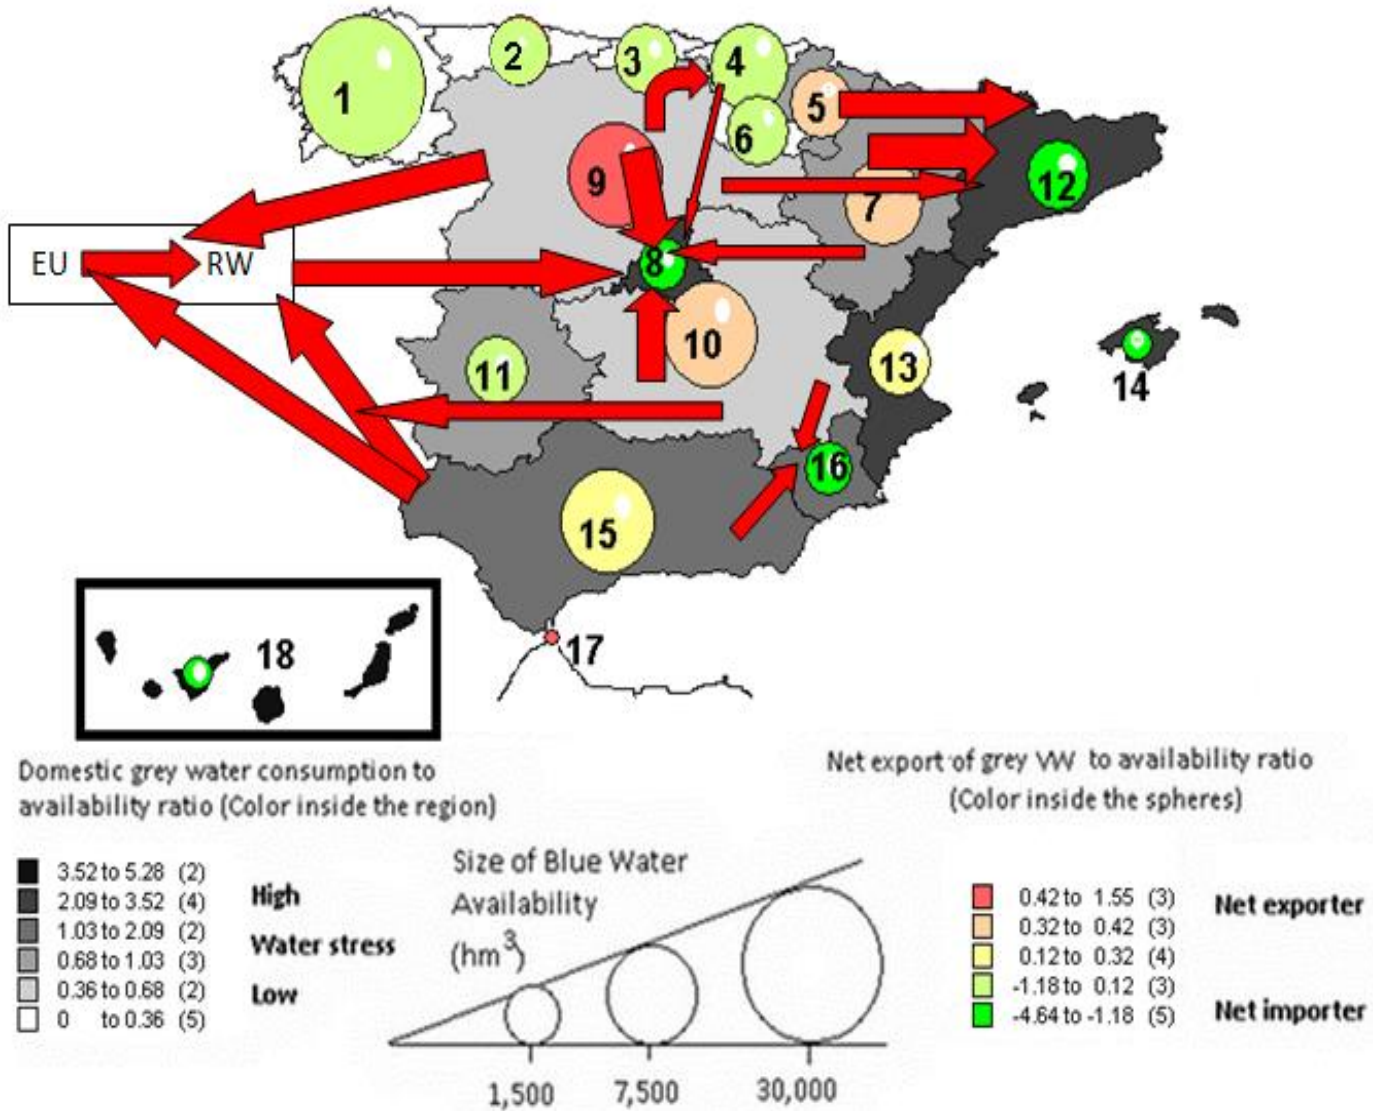 1
2
3
4
5
6
7
8
9
10
11
12
13
14
15
16
17
18
EU
RW
Domestic grey water consumption to
availability ratio (Color inside the region)
3.52 to 5.28 (2)
2.09 to 3.52 (4)
1.03 to 2.09 (2)
0.68 to 1.03 (3)
0.36 to 0.68 (2)
0 to 0.36 (5)
High
Water stress
Low
Size of Blue Water
Availability
(hm³)
1,500
7,500
30,000
Net export of grey VW to availability ratio
(Color inside the spheres)
0.42 to 1.55 (3)
0.32 to 0.42 (3)
0.12 to 0.32 (4)
-1.18 to 0.12 (3)
-4.64 to -1.18 (5)
Net exporter
Net importer